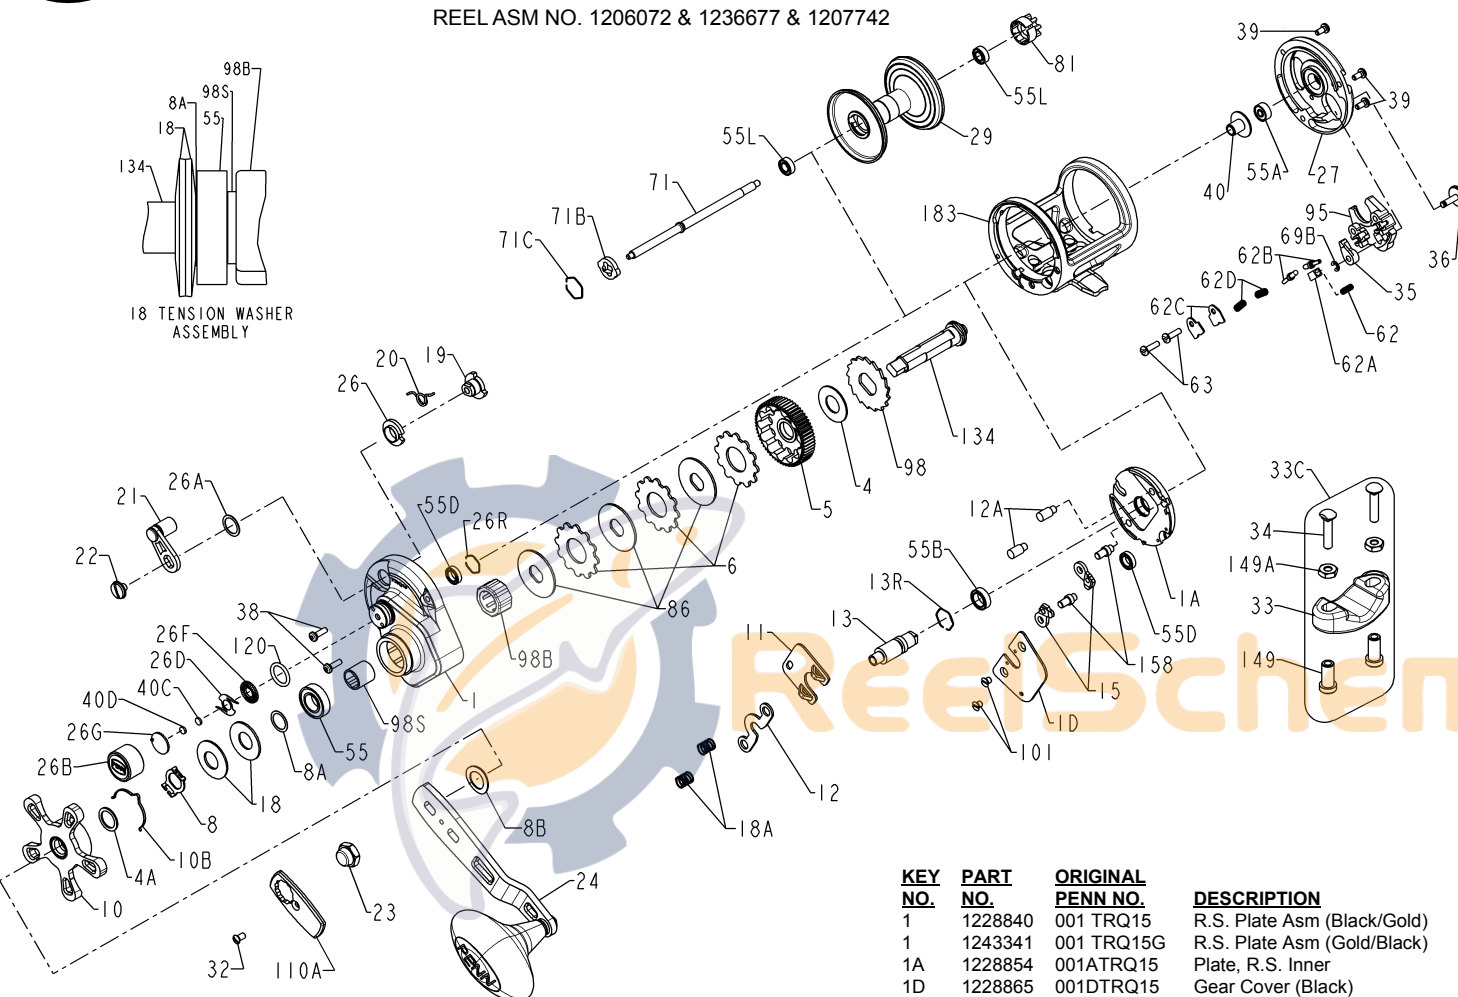 REEL ASM NO. 1206072 & 1236677 & 1207742
98B
98S
8A
55
18
134
18 TENSION WASHER
ASSEMBLY
81
55L
29
55L
71
71B
71C
183
39
39
27
55A
40
36
95
69B
62B
62D
62C
35
62
62A
63
19
20
26
134
98
4
5
6
86
26A
21
22
55D
26R
98B
38
26F
120
26D
40C
40D
26G
26B
98S
1
55
8A
18
8
10B
4A
10
8B
24
23
110A
32
PENN
12A
55B
13R
13
11
1A
55D
158
15
1D
101
12
18A
33C
34
149A
33
149
ReelSchem
KEY NO. PART NO. ORIGINAL PENN NO. DESCRIPTION
1 1228840 001 TRQ15 R.S. Plate Asm (Black/Gold)
1 1243341 001 TRQ15G R.S. Plate Asm (Gold/Black)
1A 1228854 001ATRQ15 Plate, R.S. Inner
1D 1228865 001DTRQ15 Gear Cover (Black)